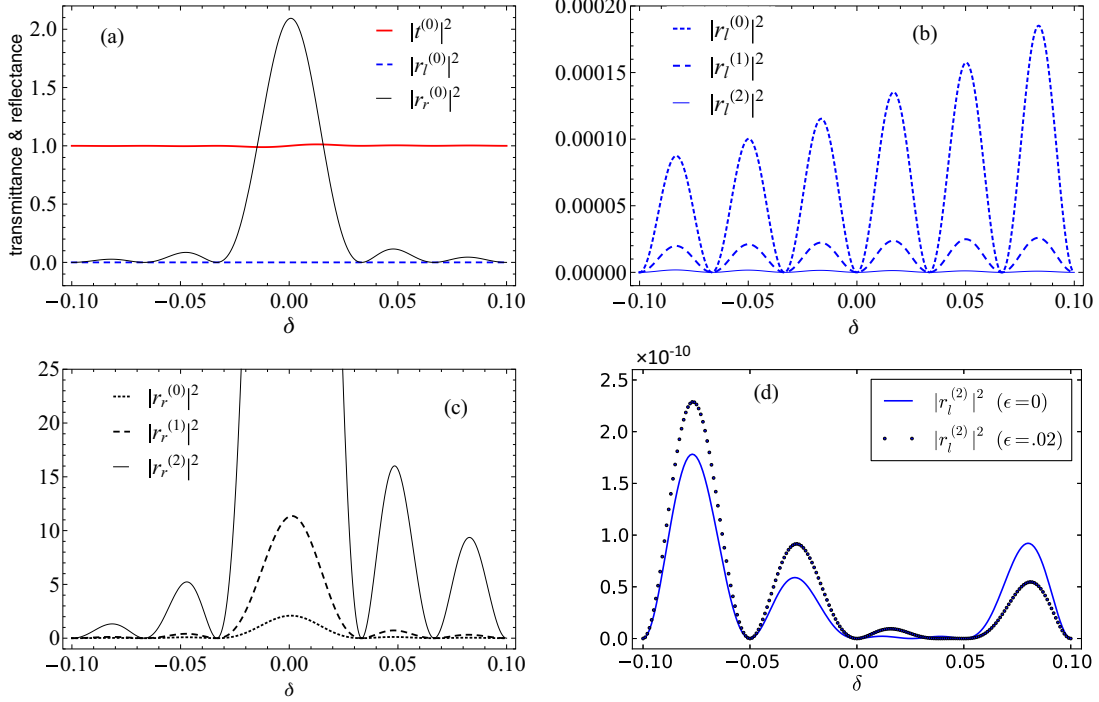 (a)
|t^(0)|^2
|r_l^(0)|^2
|r_r^(0)|^2
transmittance & reflectance
2.0
1.5
1.0
0.5
0.0
−0.10 −0.05 0.00 0.05 0.10
δ
(b)
|r_l^(0)|^2
|r_l^(1)|^2
|r_l^(2)|^2
0.00020
0.00015
0.00010
0.00005
0.00000
−0.10 −0.05 0.00 0.05 0.10
δ
(c)
|r_r^(0)|^2
|r_r^(1)|^2
|r_r^(2)|^2
25
20
15
10
5
0
−0.10 −0.05 0.00 0.05 0.10
δ
×10^-10
(d)
|r_l^(2)|^2 (ϵ=0)
|r_l^(2)|^2 (ϵ=.02)
2.5
2.0
1.5
1.0
0.5
0.0
−0.10 −0.05 0.00 0.05 0.10
δ